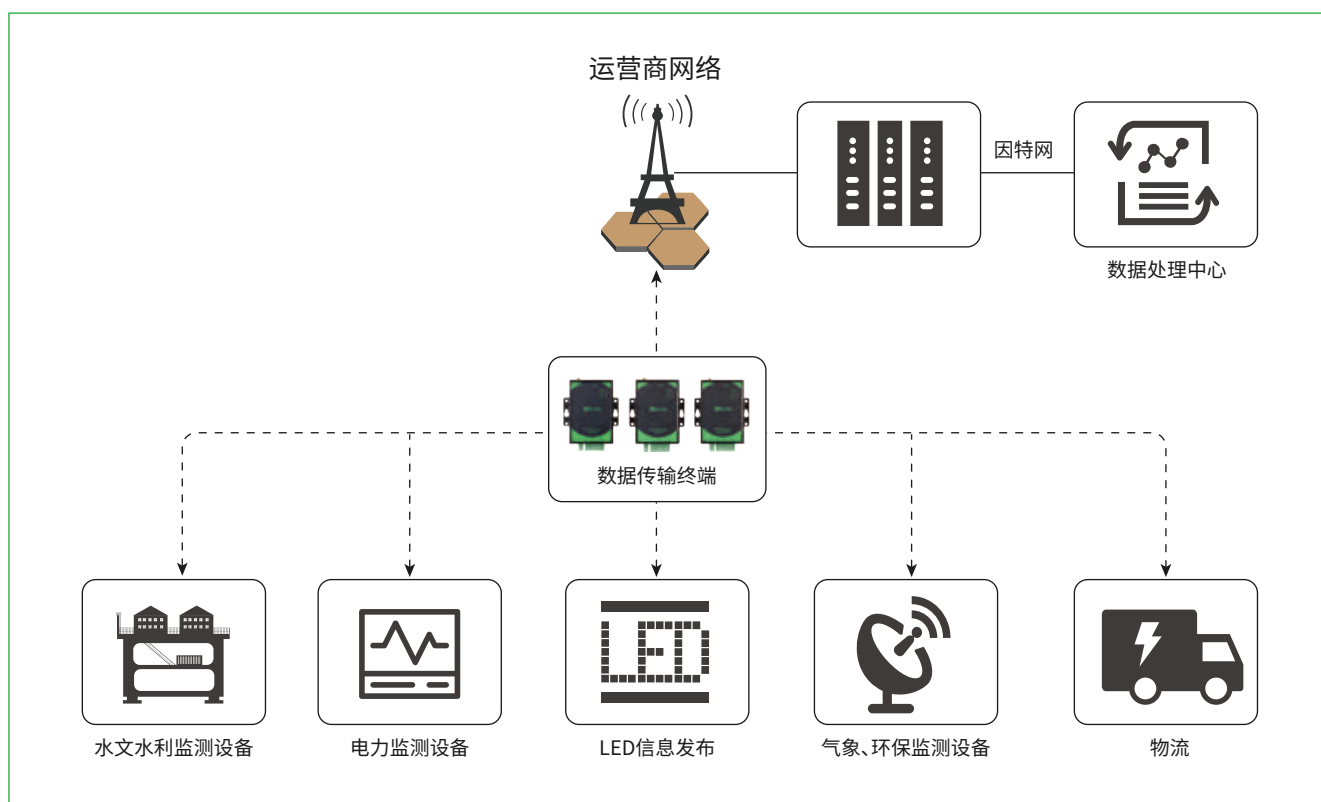 运营商网络
因特网
数据处理中心
数据传输终端
LED
水文水利监测设备
电力监测设备
LED信息发布
气象、环保监测设备
物流